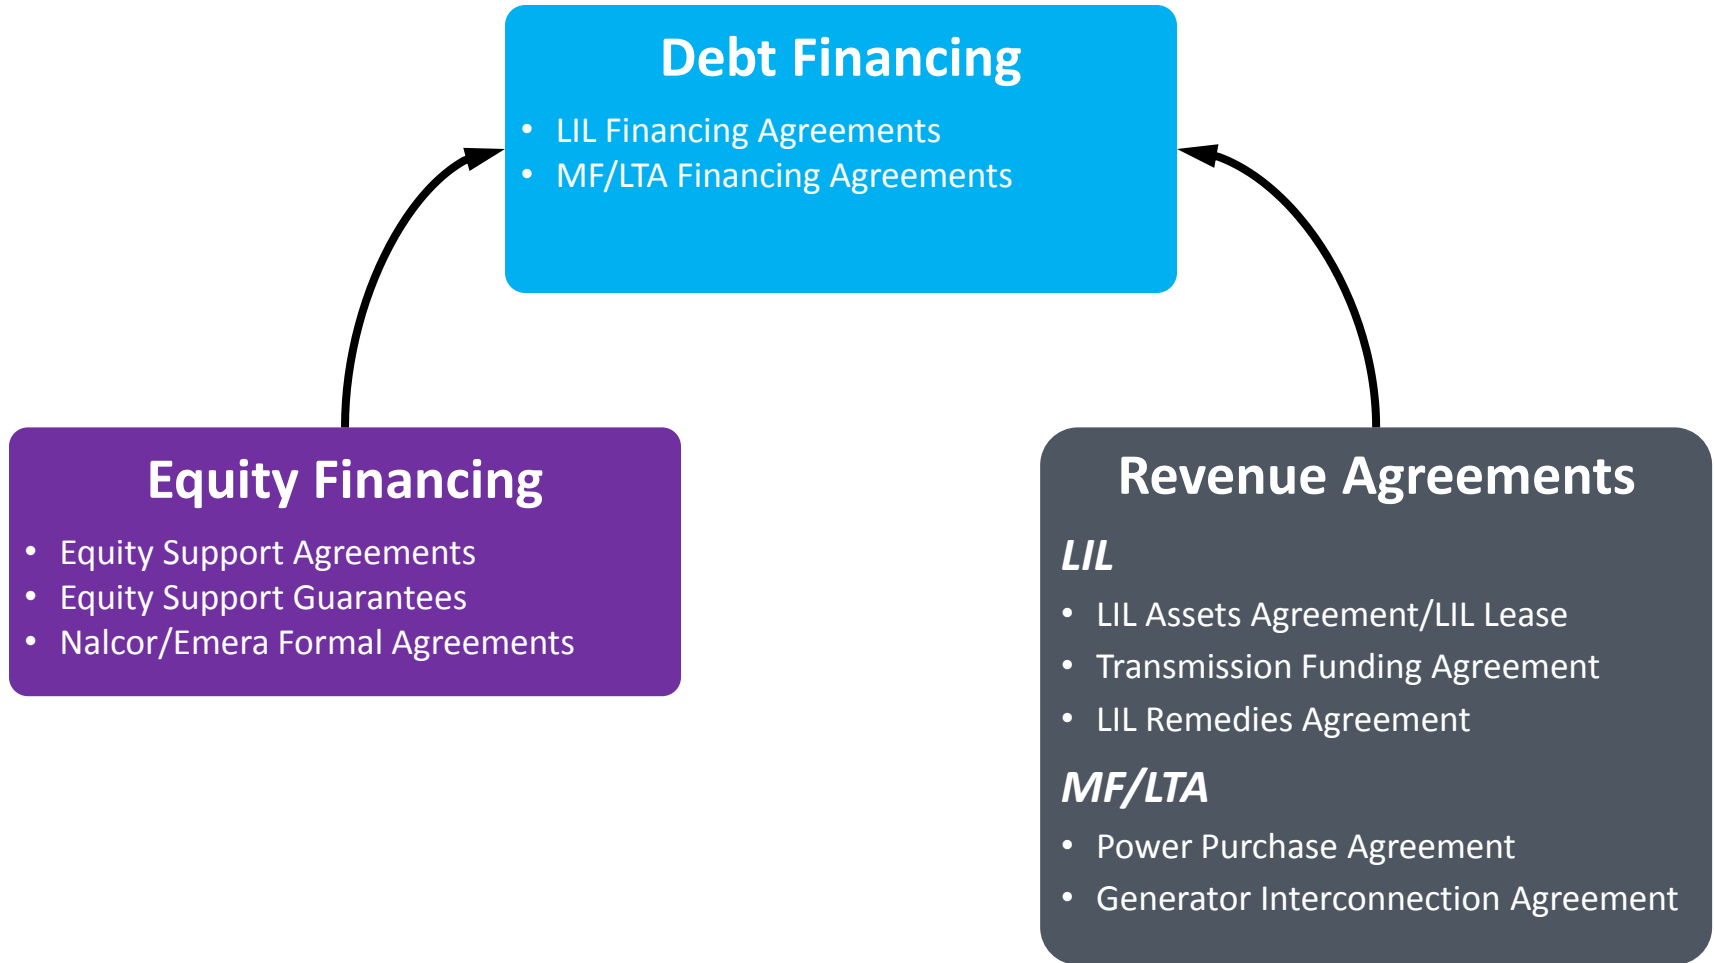 Debt Financing
• LIL Financing Agreements
• MF/LTA Financing Agreements
Equity Financing
• Equity Support Agreements
• Equity Support Guarantees
• Nalcor/Emera Formal Agreements
Revenue Agreements
LIL
• LIL Assets Agreement/LIL Lease
• Transmission Funding Agreement
• LIL Remedies Agreement
MF/LTA
• Power Purchase Agreement
• Generator Interconnection Agreement